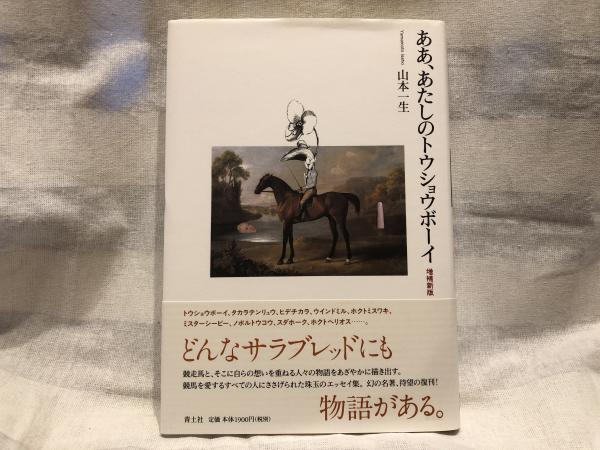 ああ、あたしのトウショウボーイ
増補新版
Yamamoto Issho
山本一生
トウショウボーイ、タカラテンリュウ、ヒデチカラ、ウインドミル、ホクトミスワキ、
ミスターシービー、ノボルトウコウ、スダホーク、ホクトヘリオス……。
どんなサラブレッドにも
競走馬と、そこに自らの想いを重ねる人々の物語をあざやかに描き出す。
競馬を愛するすべての人にささげられた珠玉のエッセイ集。幻の名著、待望の復刊！
物語がある。
青土社 定価 本体1900円(税別)